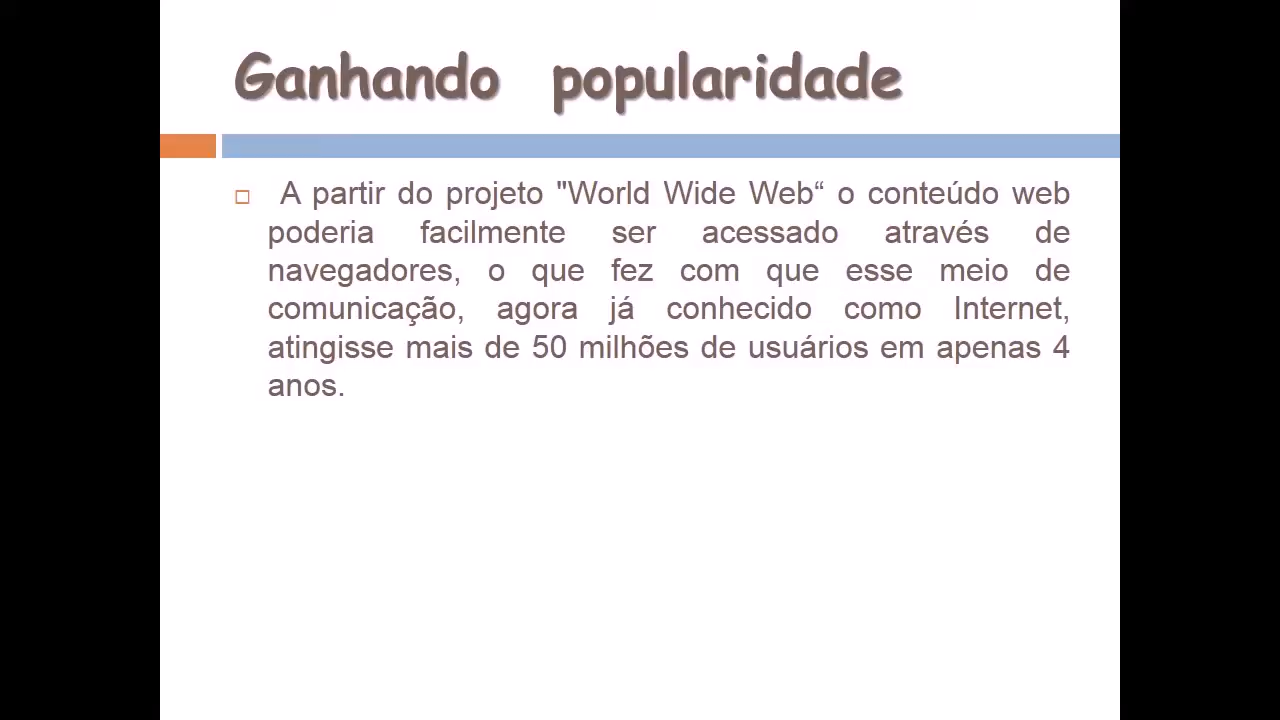 Ganhando popularidade
A partir do projeto "World Wide Web“ o conteúdo web
poderia facilmente ser acessado através de
navegadores, o que fez com que esse meio de
comunicação, agora já conhecido como Internet,
atingisse mais de 50 milhões de usuários em apenas 4
anos.